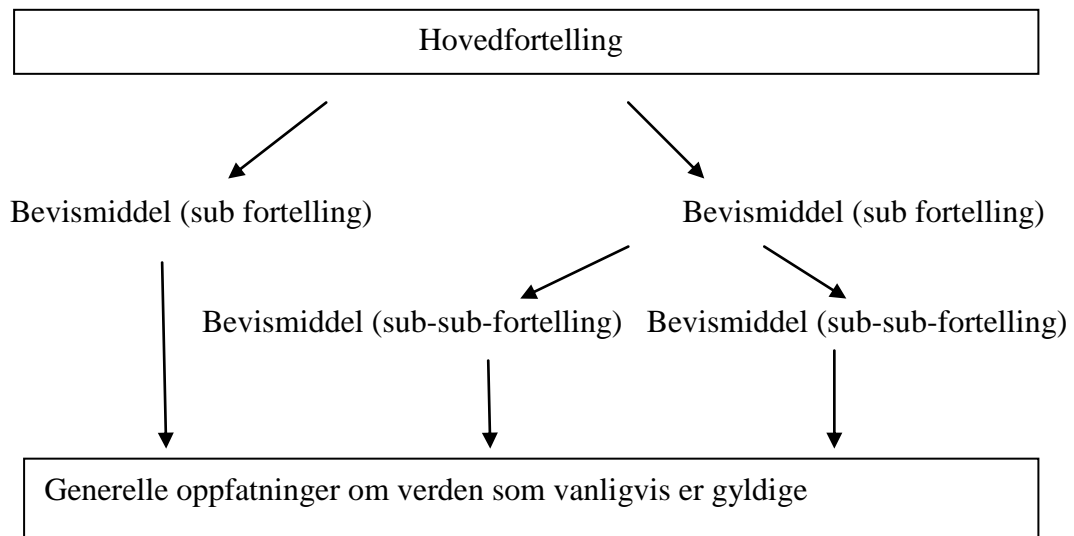 Hovedfortelling
Bevismiddel (sub fortelling)
Bevismiddel (sub fortelling)
Bevismiddel (sub-sub-fortelling)
Bevismiddel (sub-sub-fortelling)
Generelle oppfatninger om verden som vanligvis er gyldige